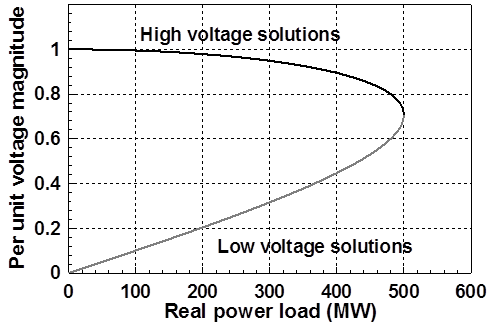 Per unit voltage magnitude
High voltage solutions
1
0.8
0.6
0.4
0.2
0
Low voltage solutions
0 100 200 300 400 500 600
Real power load (MW)